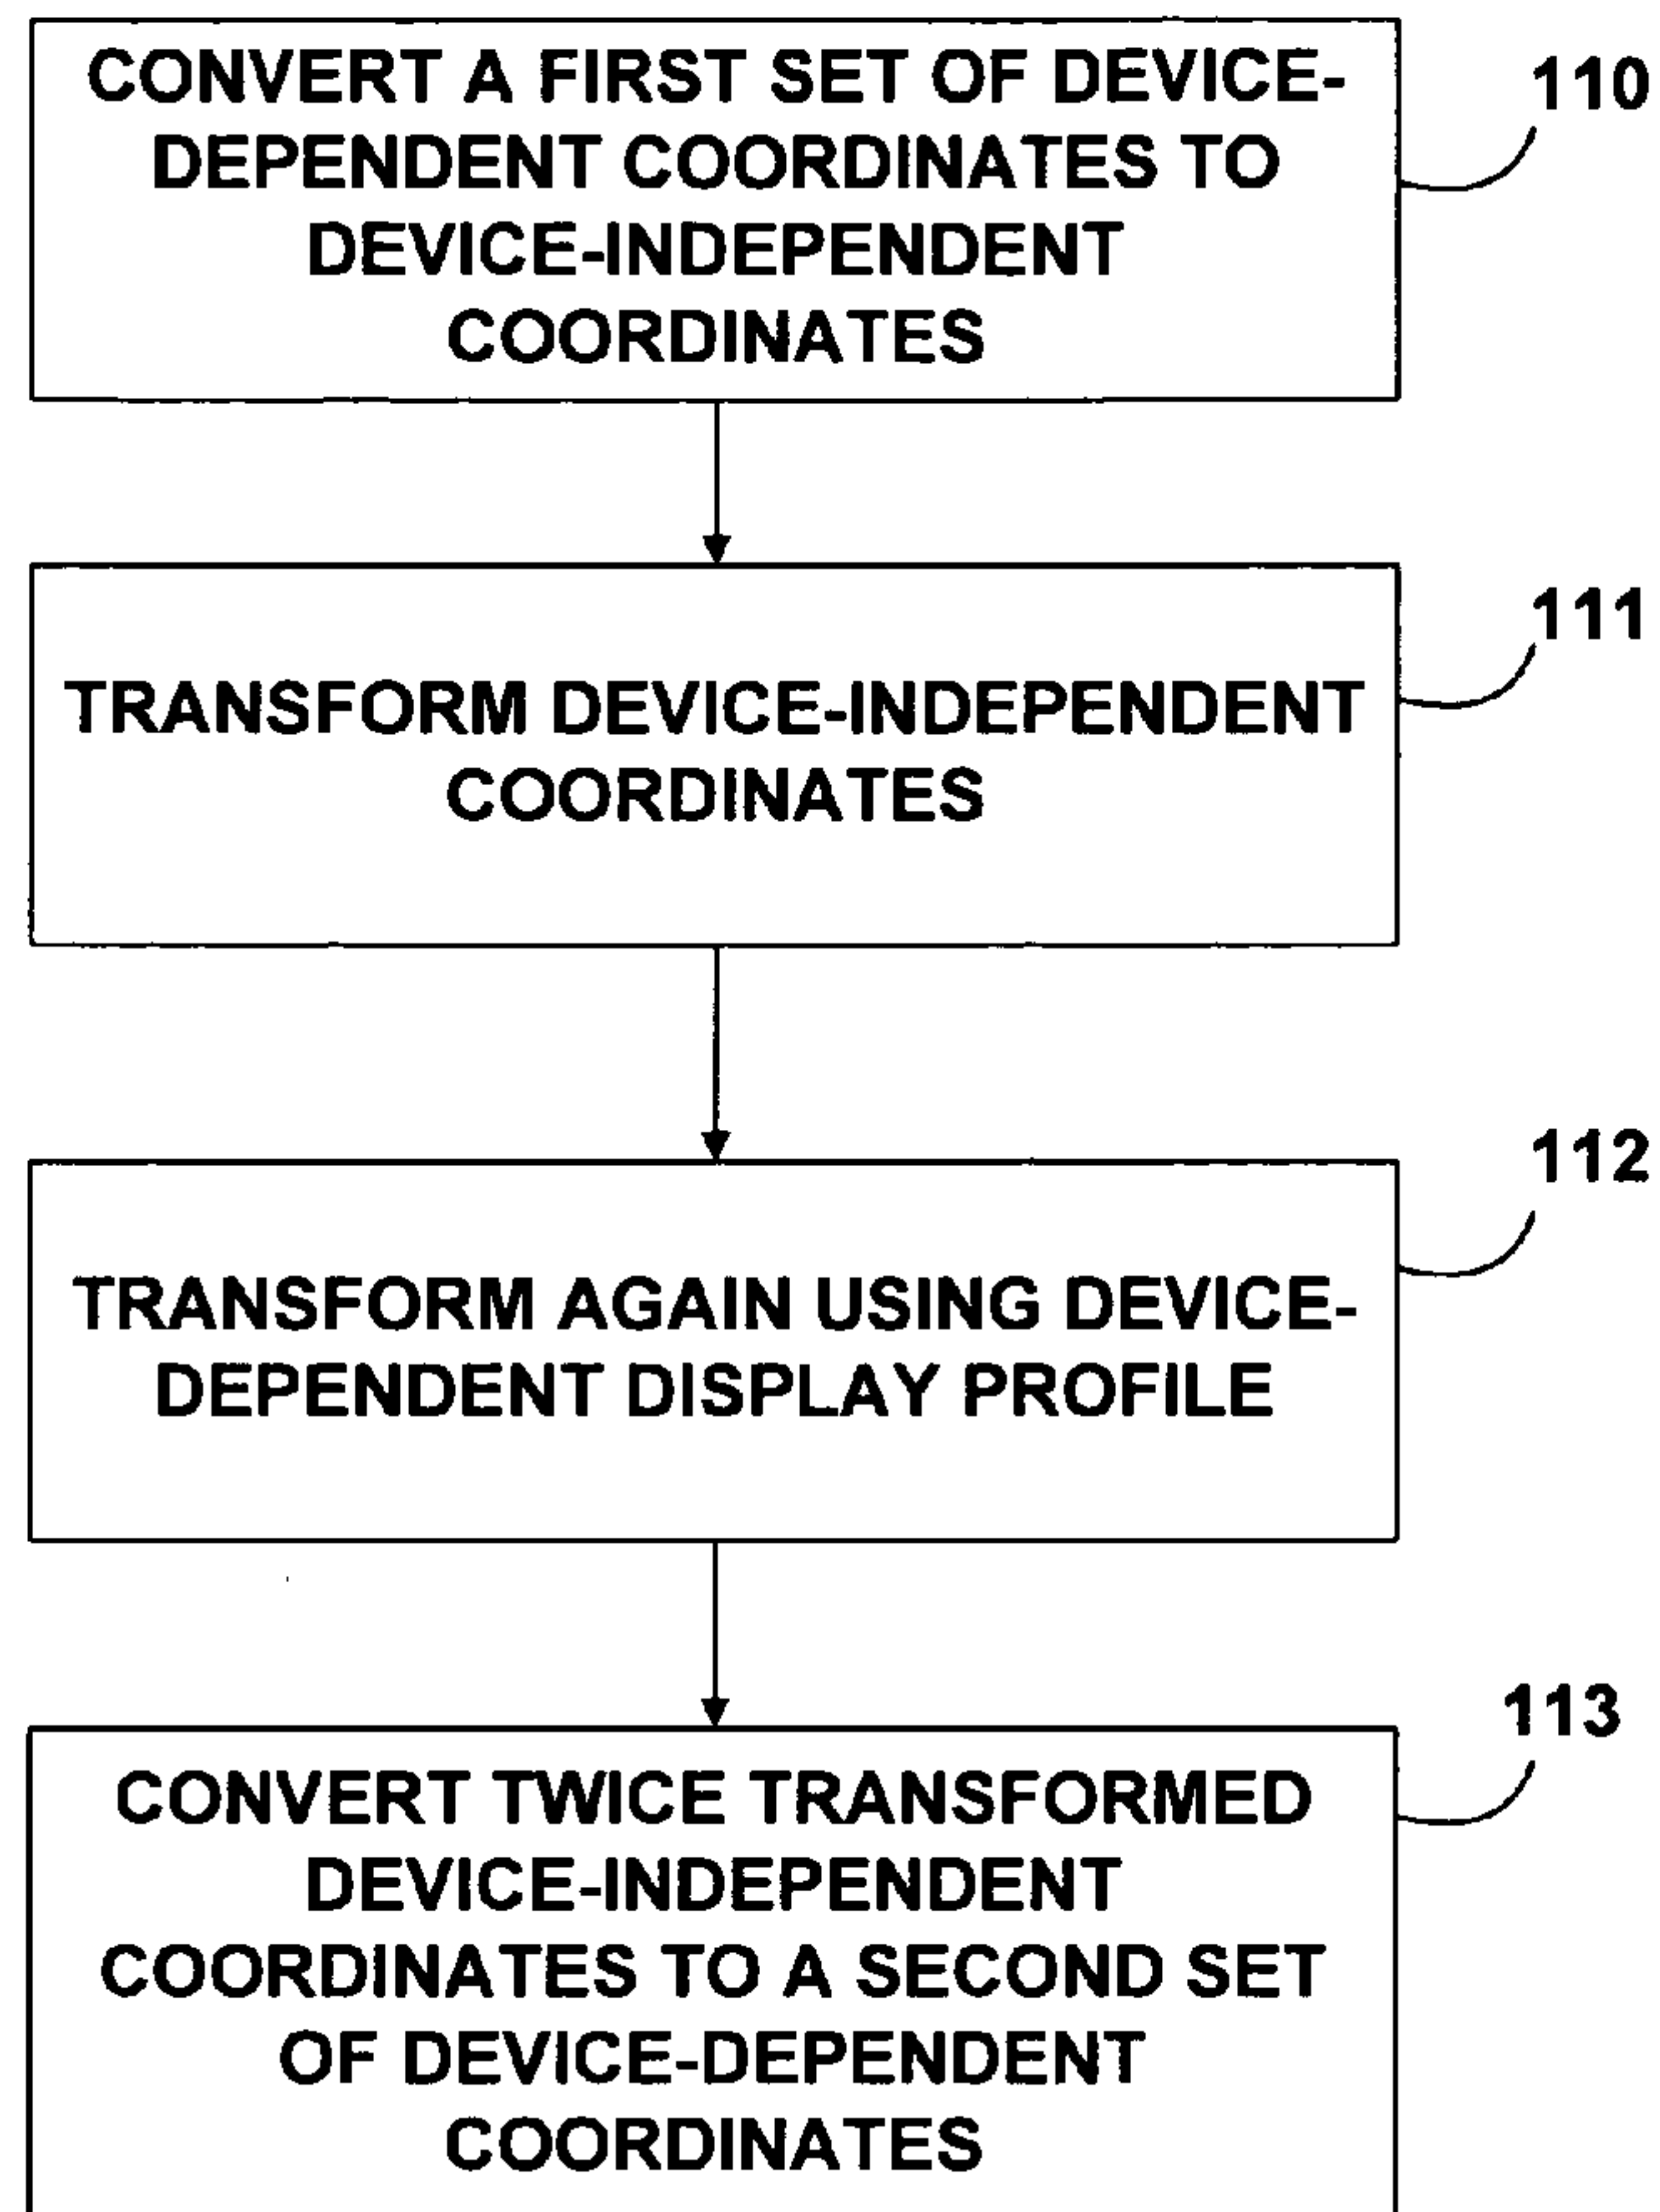 CONVERT A FIRST SET OF DEVICE-
DEPENDENT COORDINATES TO
DEVICE-INDEPENDENT
COORDINATES
110
TRANSFORM DEVICE-INDEPENDENT
COORDINATES
111
TRANSFORM AGAIN USING DEVICE-
DEPENDENT DISPLAY PROFILE
112
CONVERT TWICE TRANSFORMED
DEVICE-INDEPENDENT
COORDINATES TO A SECOND SET
OF DEVICE-DEPENDENT
COORDINATES
113